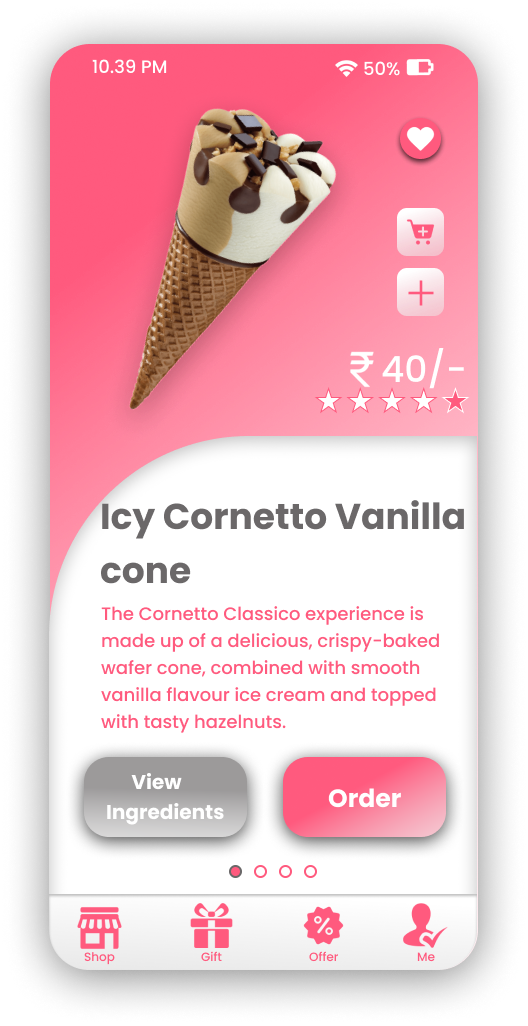 10.39 PM 50%
₹ 40/-
Icy Cornetto Vanilla
cone
The Cornetto Classico experience is
made up of a delicious, crispy-baked
wafer cone, combined with smooth
vanilla flavour ice cream and topped
with tasty hazelnuts.
View
Ingredients
Order
Shop Gift Offer Me